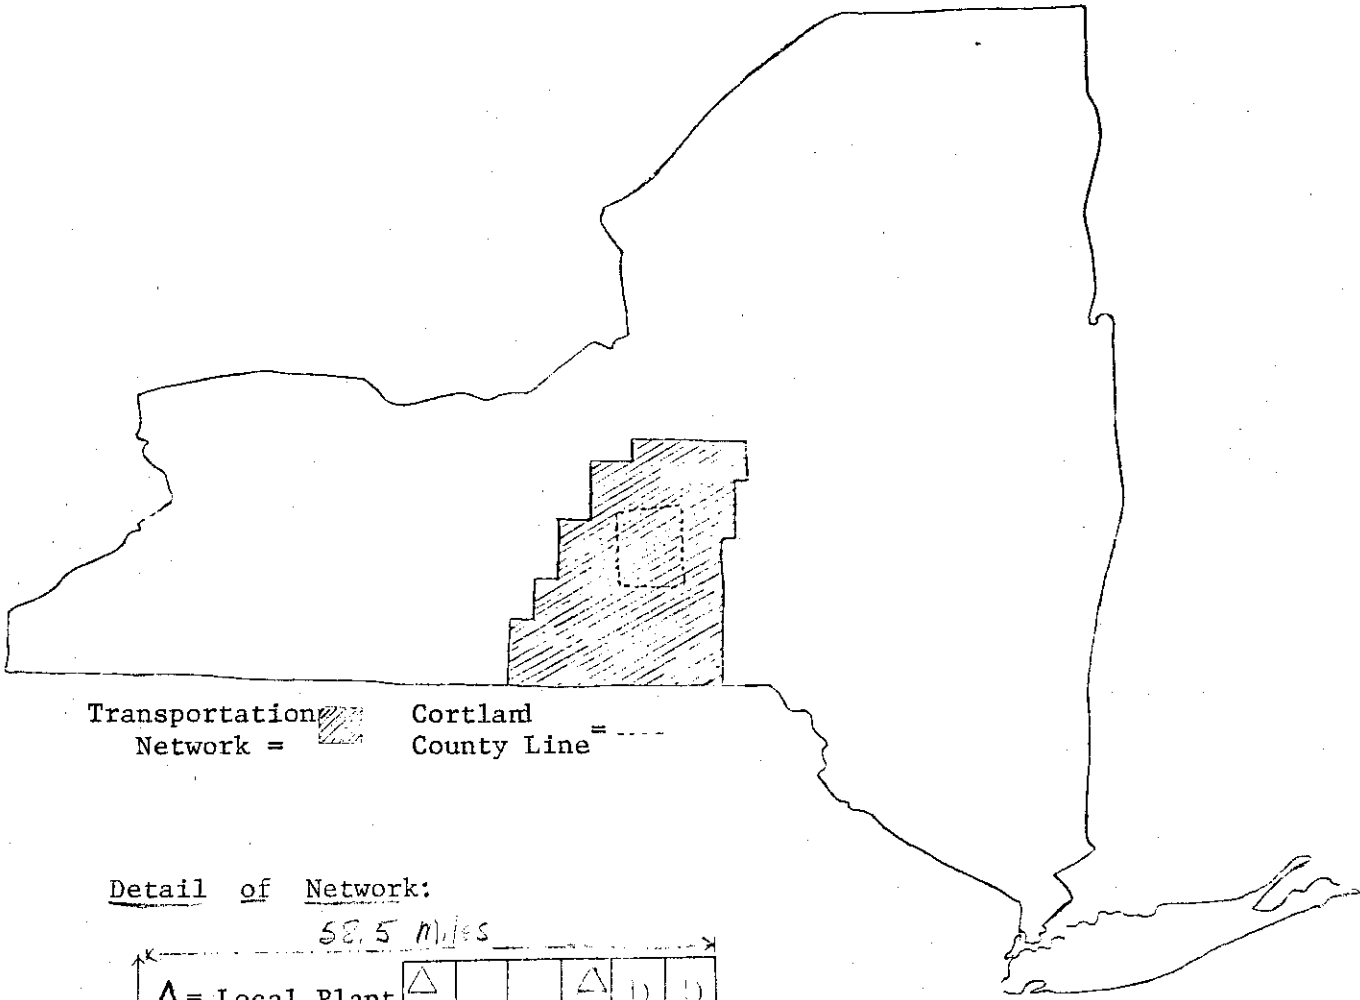 Transportation
Network =
Cortland
County Line = ----
Detail of Network:
58.5 Miles
Δ = Local Plant
Δ Δ D D